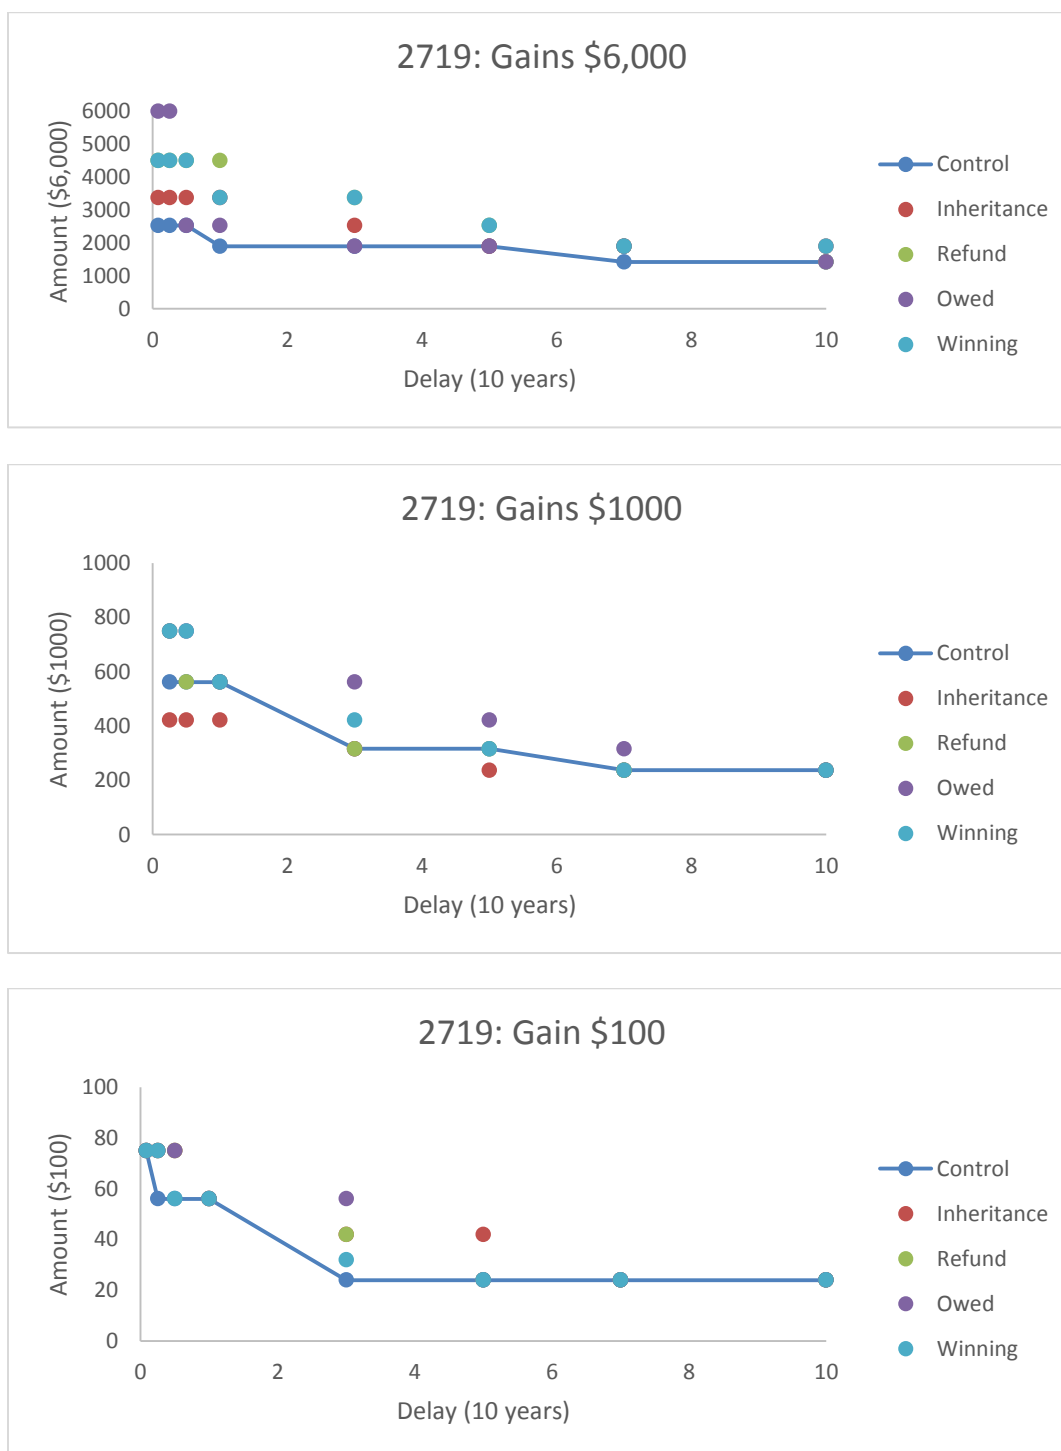 2719: Gains $6,000
Amount ($6,000)
6000
5000
4000
3000
2000
1000
0
0 2 4 6 8 10
Delay (10 years)
Control
Inheritance
Refund
Owed
Winning
2719: Gains $1000
Amount ($1000)
1000
800
600
400
200
0
0 2 4 6 8 10
Delay (10 years)
Control
Inheritance
Refund
Owed
Winning
2719: Gain $100
Amount ($100)
100
80
60
40
20
0
0 2 4 6 8 10
Delay (10 years)
Control
Inheritance
Refund
Owed
Winning